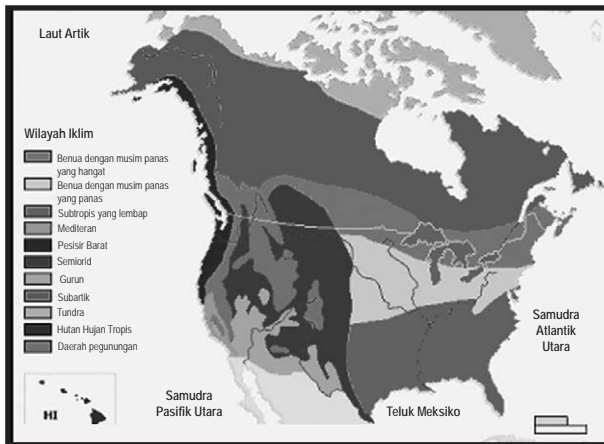 Laut Artik
N
Wilayah Iklim
Benua dengan musim panas
yang hangat
Benua dengan musim panas
yang panas
Subtropis yang lembap
Mediteran
Pesisir Barat
Semiorid
Gurun
Subartik
Tundra
Hutan Hujan Tropis
Daerah pegunungan
HI
Samudra
Pasifik Utara
Teluk Meksiko
Samudra
Atlantik
Utara